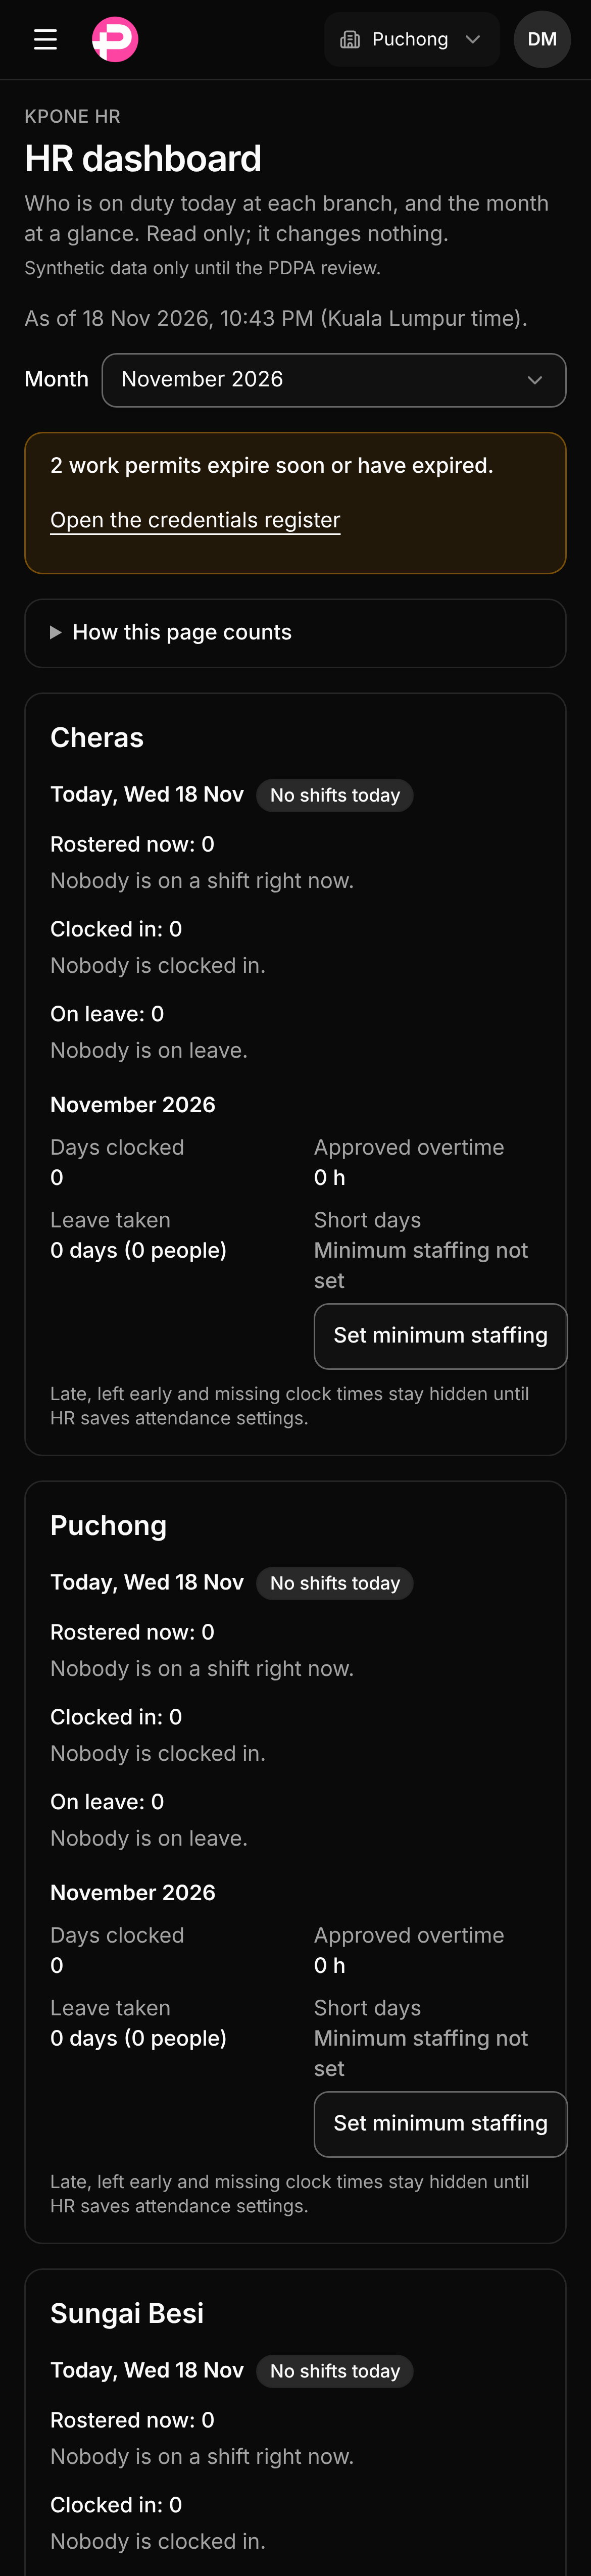 Puchong
DM
KPONE HR
HR dashboard
Who is on duty today at each branch, and the month
at a glance. Read only; it changes nothing.
Synthetic data only until the PDPA review.
As of 18 Nov 2026, 10:43 PM (Kuala Lumpur time).
Month
November 2026
2 work permits expire soon or have expired.
Open the credentials register
How this page counts
Cheras
Today, Wed 18 Nov
No shifts today
Rostered now: 0
Nobody is on a shift right now.
Clocked in: 0
Nobody is clocked in.
On leave: 0
Nobody is on leave.
November 2026
Days clocked
0
Approved overtime
0 h
Leave taken
0 days (0 people)
Short days
Minimum staffing not
set
Set minimum staffing
Late, left early and missing clock times stay hidden until
HR saves attendance settings.
Puchong
Today, Wed 18 Nov
No shifts today
Rostered now: 0
Nobody is on a shift right now.
Clocked in: 0
Nobody is clocked in.
On leave: 0
Nobody is on leave.
November 2026
Days clocked
0
Approved overtime
0 h
Leave taken
0 days (0 people)
Short days
Minimum staffing not
set
Set minimum staffing
Late, left early and missing clock times stay hidden until
HR saves attendance settings.
Sungai Besi
Today, Wed 18 Nov
No shifts today
Rostered now: 0
Nobody is on a shift right now.
Clocked in: 0
Nobody is clocked in.